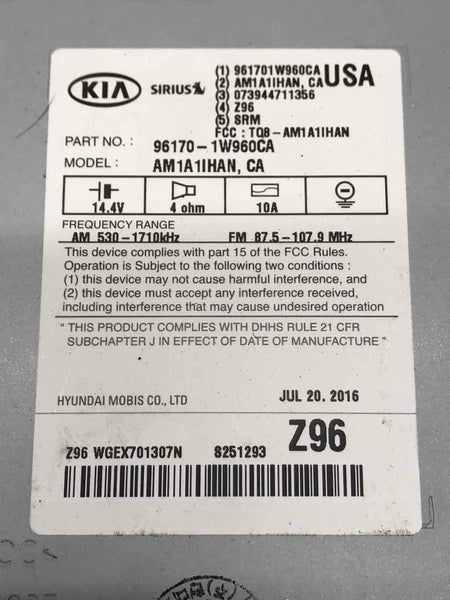 KIA SIRIUS
(1) 961701W960CA USA
(2) AM1A1IHAN, CA
(3) 073944711356
(4) Z96
(5) SRM
FCC : TQ8-AM1A1IHAN
PART NO. : 96170-1W960CA
MODEL : AM1A1IHAN, CA
14.4V 4 ohm 10A
FREQUENCY RANGE
AM 530-1710kHz FM 87.5-107.9 MHz
This device complies with part 15 of the FCC Rules.
Operation is Subject to the following two conditions :
(1) this device may not cause harmful interference, and
(2) this device must accept any interference received,
including interference that may cause undesired operation
" THIS PRODUCT COMPLIES WITH DHHS RULE 21 CFR
SUBCHAPTER J IN EFFECT OF DATE OF MANUFACTURE "
HYUNDAI MOBIS CO., LTD JUL 20. 2016
Z96 WGEX701307N S251293 Z96